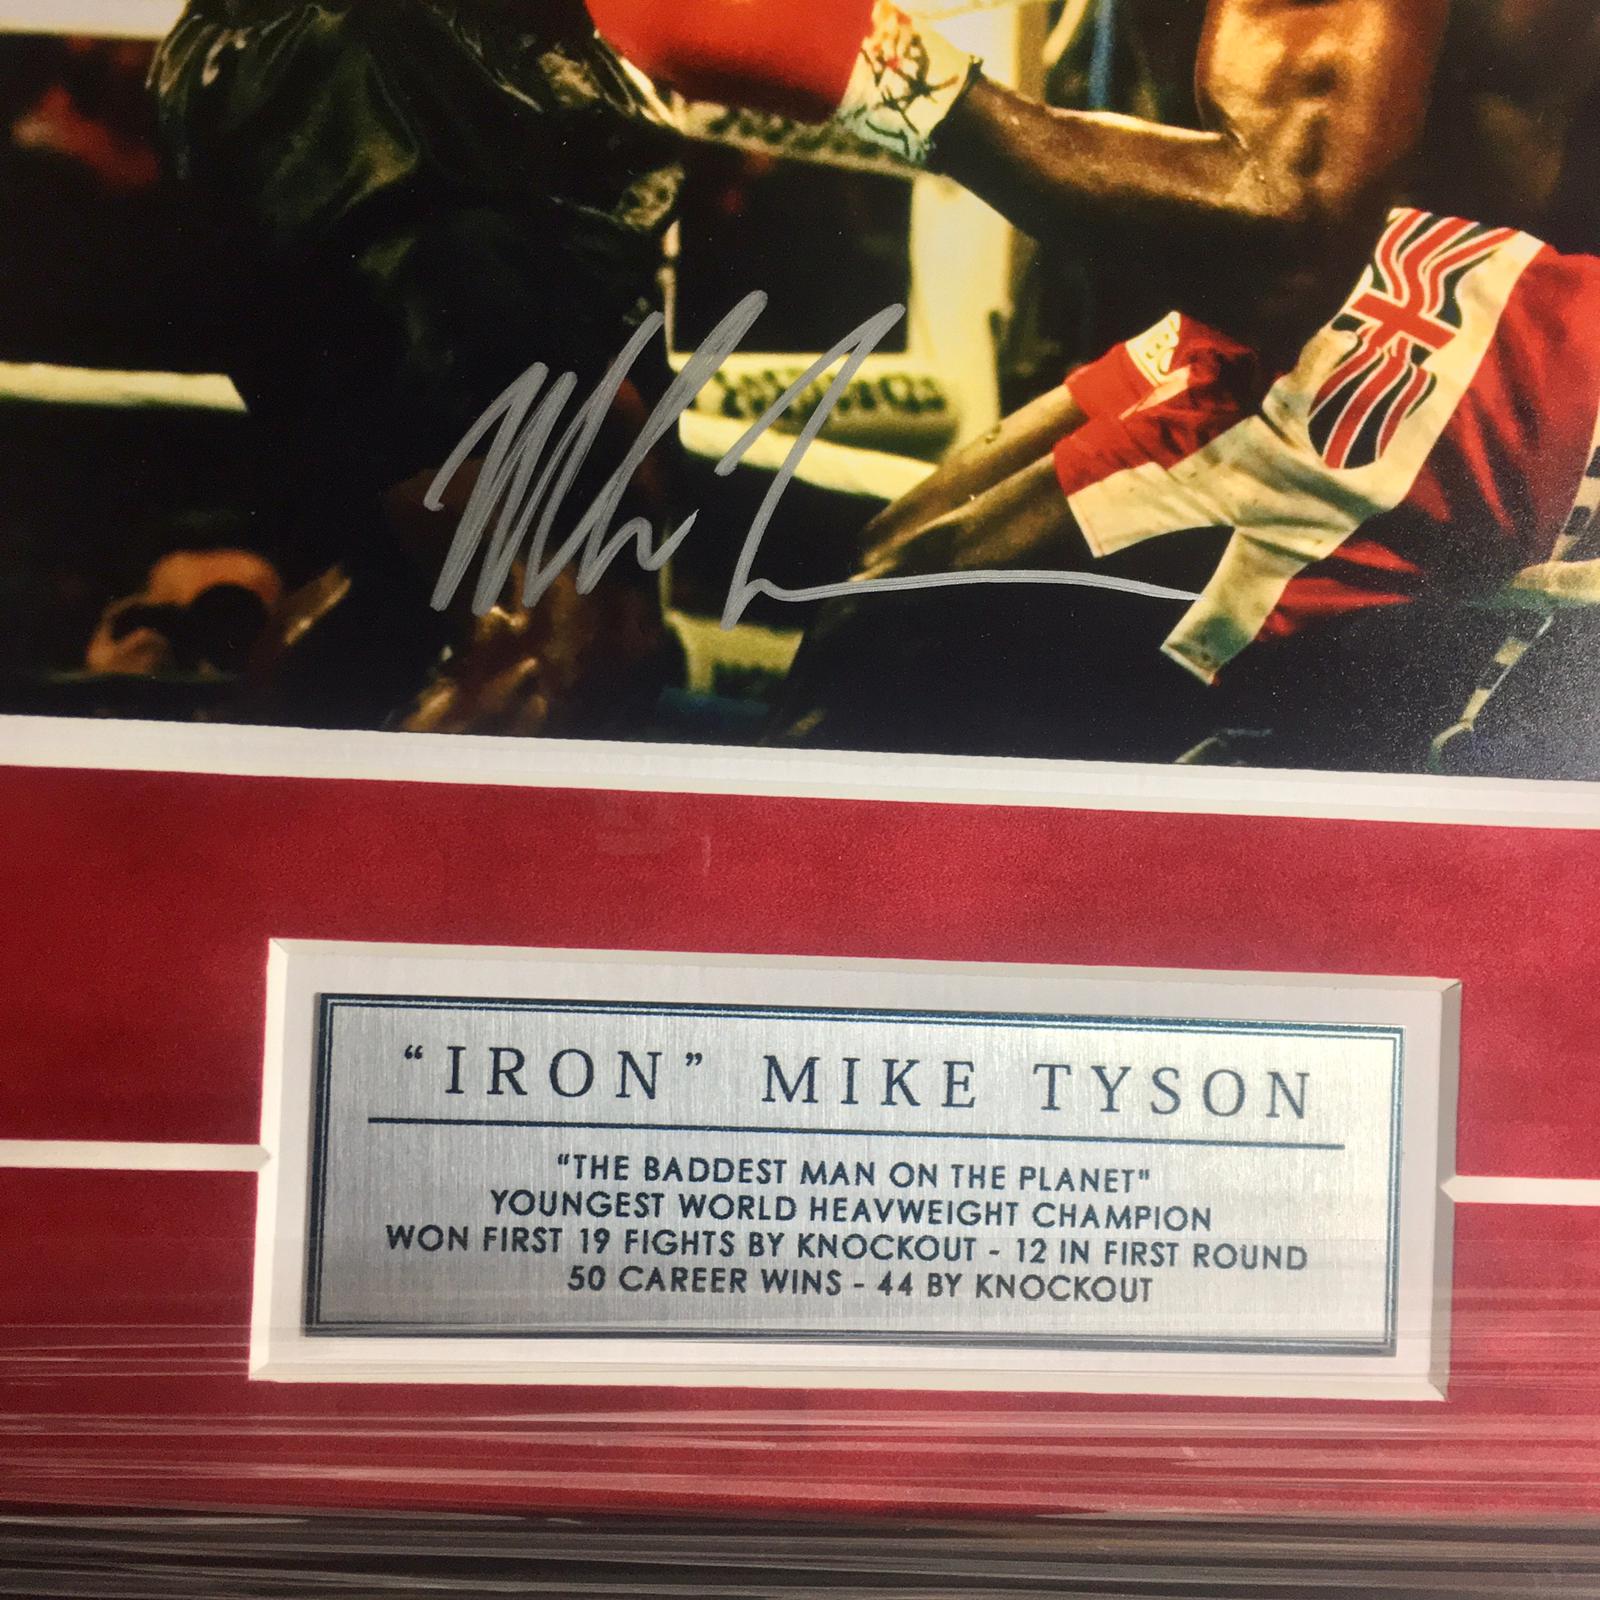 “IRON” MIKE TYSON
“THE BADDEST MAN ON THE PLANET"
YOUNGEST WORLD HEAVWEIGHT CHAMPION
WON FIRST 19 FIGHTS BY KNOCKOUT - 12 IN FIRST ROUND
50 CAREER WINS - 44 BY KNOCKOUT